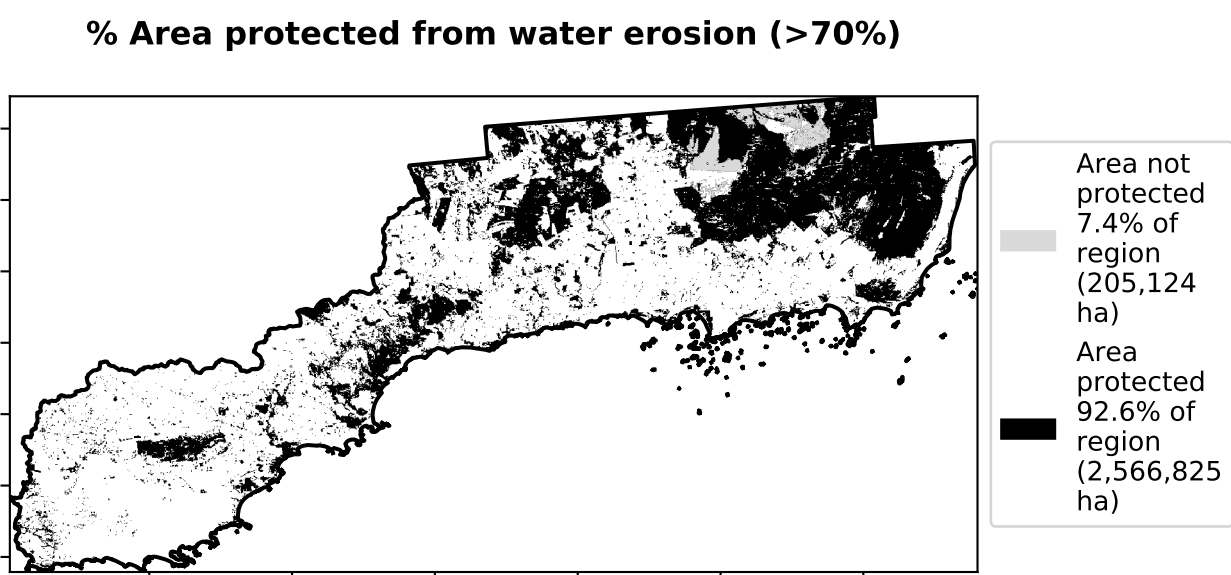 % Area protected from water erosion (>70%)
Area not
protected
7.4% of
region
(205,124
ha)
Area
protected
92.6% of
region
(2,566,825
ha)